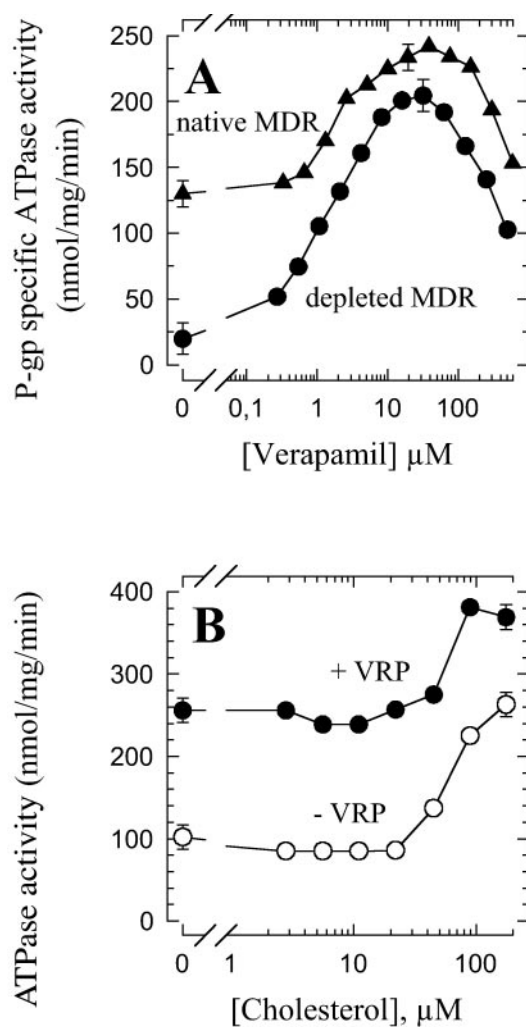 A
P-gp specific ATPase activity
(nmol/mg/min)
250
200
150
100
50
0
native MDR
depleted MDR
0 0,1 1 10 100
[Verapamil] µM
B
ATPase activity (nmol/mg/min)
400
300
200
100
0
+ VRP
- VRP
0 1 10 100
[Cholesterol], µM